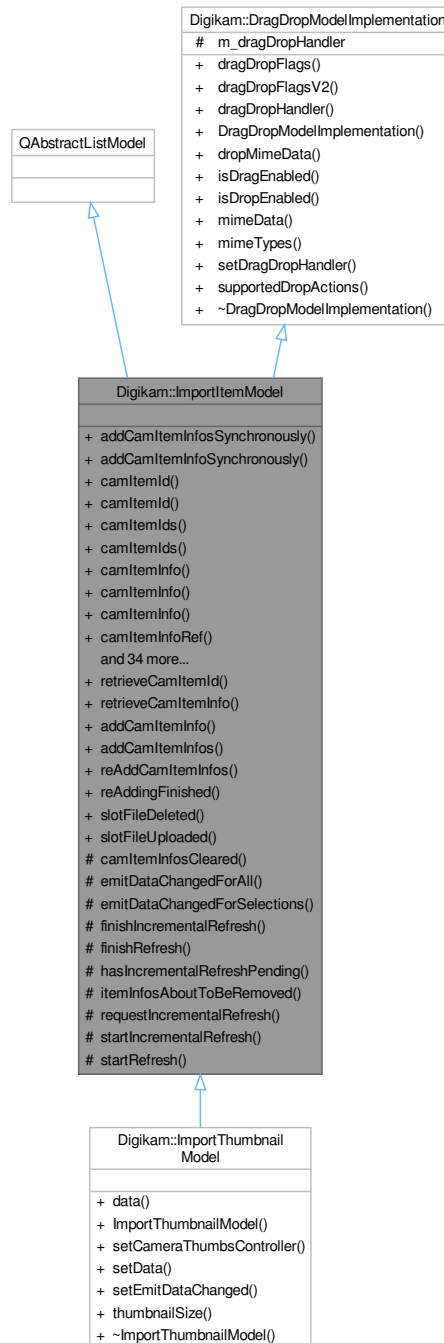 Digikam::DragDropModelImplementation
# m_dragDropHandler
+ dragDropFlags()
+ dragDropFlagsV2()
+ dragDropHandler()
+ DragDropModelImplementation()
+ dropMimeData()
+ isDragEnabled()
+ isDropEnabled()
+ mimeData()
+ mimeTypes()
+ setDragDropHandler()
+ supportedDropActions()
+ ~DragDropModelImplementation()
QAbstractListModel
Digikam::ImportItemModel
+ addCamItemInfosSynchronously()
+ addCamItemInfoSynchronously()
+ camItemId()
+ camItemId()
+ camItemIds()
+ camItemIds()
+ camItemInfo()
+ camItemInfo()
+ camItemInfo()
+ camItemInfoRef()
and 34 more...
+ retrieveCamItemId()
+ retrieveCamItemInfo()
+ addCamItemInfo()
+ addCamItemInfos()
+ reAddCamItemInfos()
+ reAddingFinished()
+ slotFileDeleted()
+ slotFileUploaded()
# camItemInfosCleared()
# emitDataChangedForAll()
# emitDataChangedForSelections()
# finishIncrementalRefresh()
# finishRefresh()
# hasIncrementalRefreshPending()
# itemInfosAboutToBeRemoved()
# requestIncrementalRefresh()
# startIncrementalRefresh()
# startRefresh()
Digikam::ImportThumbnail
Model
+ data()
+ ImportThumbnailModel()
+ setCameraThumbsController()
+ setData()
+ setEmitDataChanged()
+ thumbnailSize()
+ ~ImportThumbnailModel()